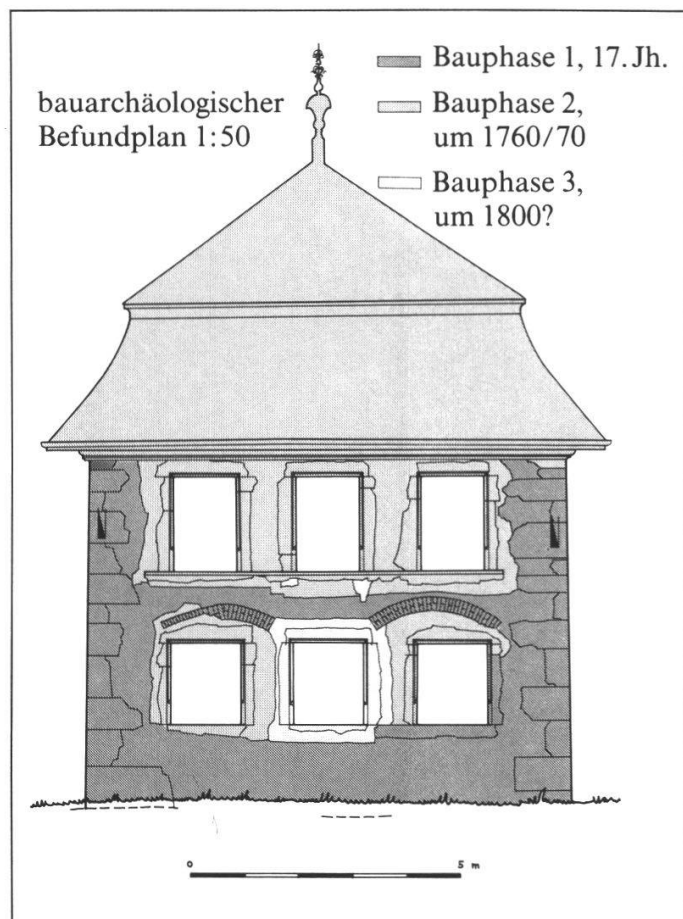 bauarchäologischer
Befundplan 1:50
Bauphase 1, 17. Jh.
Bauphase 2,
um 1760/70
Bauphase 3,
um 1800?
0 5 m